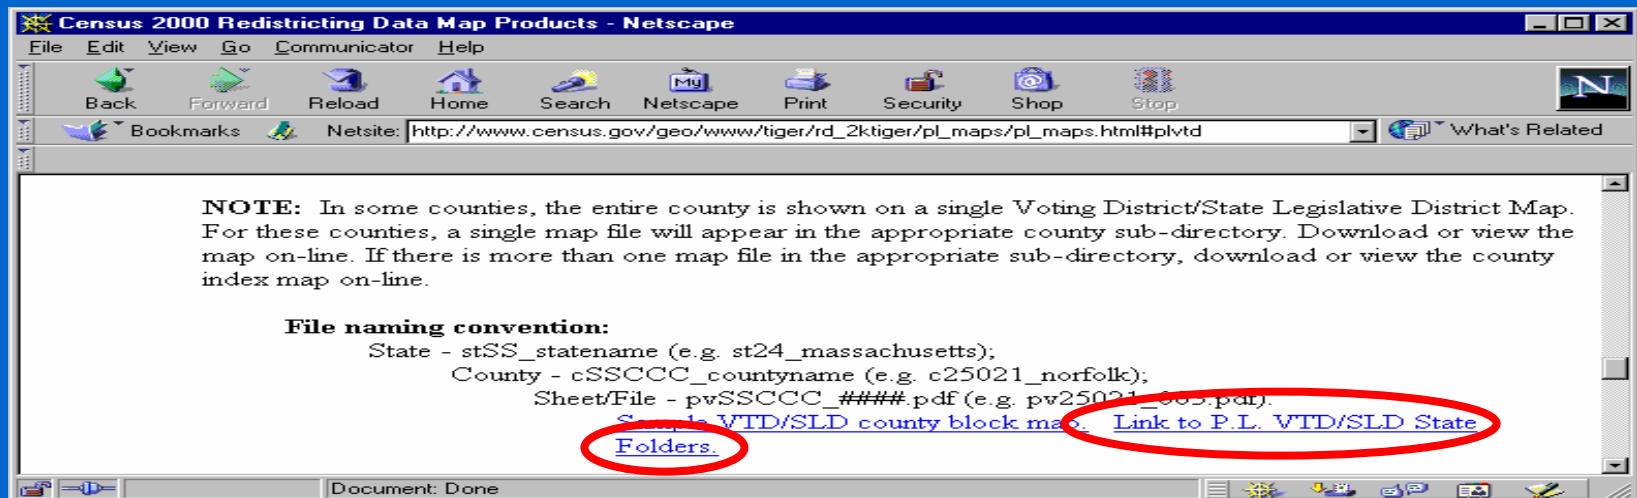 Census 2000 Redistricting Data Map Products - Netscape
File Edit View Go Communicator Help
My N
Back Forward Reload Home Search Netscape Print Security Shop Stop
Bookmarks Netsite: http://www.census.gov/geo/www/tiger/rd_2ktiger/pl_maps/pl_maps.html#plvtd What's Related
NOTE: In some counties, the entire county is shown on a single Voting District/State Legislative District Map.
For these counties, a single map file will appear in the appropriate county sub-directory. Download or view the
map on-line. If there is more than one map file in the appropriate sub-directory, download or view the county
index map on-line.
File naming convention:
State - stSS_statename (e.g. st24_massachusetts);
County - cSSCCC_countyname (e.g. c25021_norfolk);
Sheet/File - pvSSCCC_####.pdf (e.g. pv25021_003.pdf).
Sample VTD/SLD county block map. Link to P.L. VTD/SLD State
Folders.
Document: Done